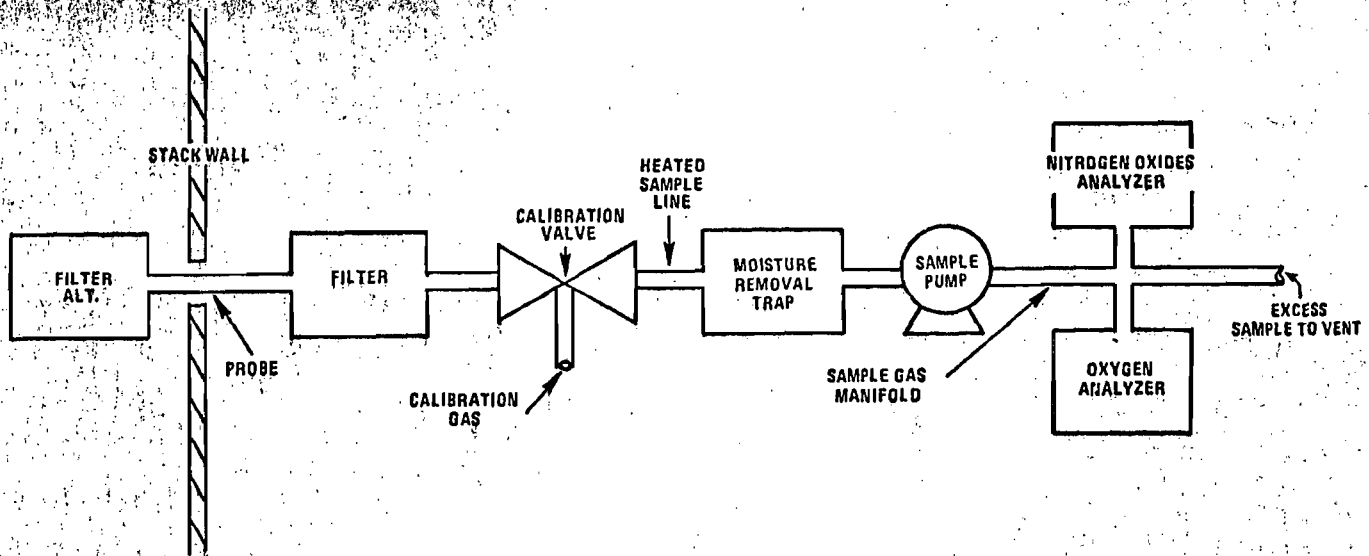 STACK WALL
FILTER
ALT.
PROBE
FILTER
CALIBRATION
VALVE
CALIBRATION
GAS
HEATED
SAMPLE
LINE
MOISTURE
REMOVAL
TRAP
SAMPLE
PUMP
SAMPLE GAS
MANIFOLD
NITROGEN OXIDES
ANALYZER
OXYGEN
ANALYZER
EXCESS
SAMPLE TO VENT